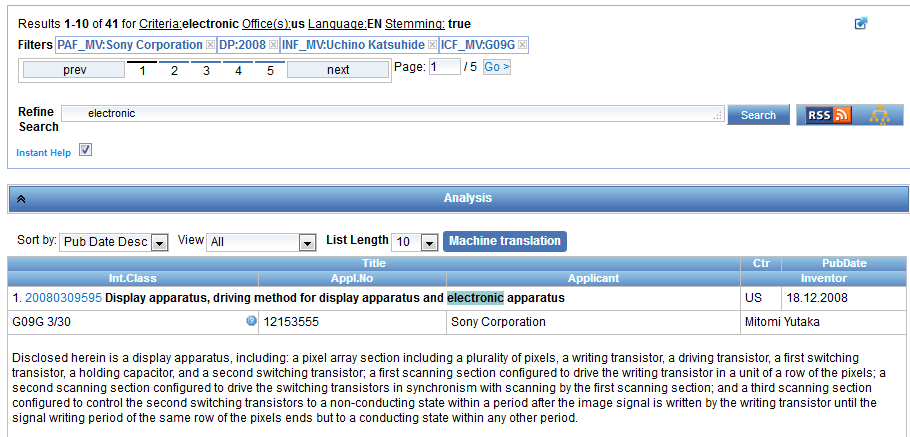 Results 1-10 of 41 for Criteria:electronic Office(s):us Language:EN Stemming: true
Filters PAF_MV:Sony Corporation DP:2008 INF_MV:Uchino Katsuhide ICF_MV:G09G
prev 1 2 3 4 5 next Page: 1 / 5 Go >
Refine Search electronic Search RSS
Instant Help
Analysis
Sort by: Pub Date Desc View All List Length 10 Machine translation
Title Ctr PubDate
Int.Class Appl.No Applicant Inventor
1. 20080309595 Display apparatus, driving method for display apparatus and electronic apparatus US 18.12.2008
G09G 3/30 12153555 Sony Corporation Mitomi Yutaka
Disclosed herein is a display apparatus, including: a pixel array section including a plurality of pixels, a writing transistor, a driving transistor, a first switching
transistor, a holding capacitor, and a second switching transistor; a first scanning section configured to drive the writing transistor in a unit of a row of the pixels; a
second scanning section configured to drive the switching transistors in synchronism with scanning by the first scanning section; and a third scanning section
configured to control the second switching transistors to a non-conducting state within a period after the image signal is written by the writing transistor until the
signal writing period of the same row of the pixels ends but to a conducting state within any other period.